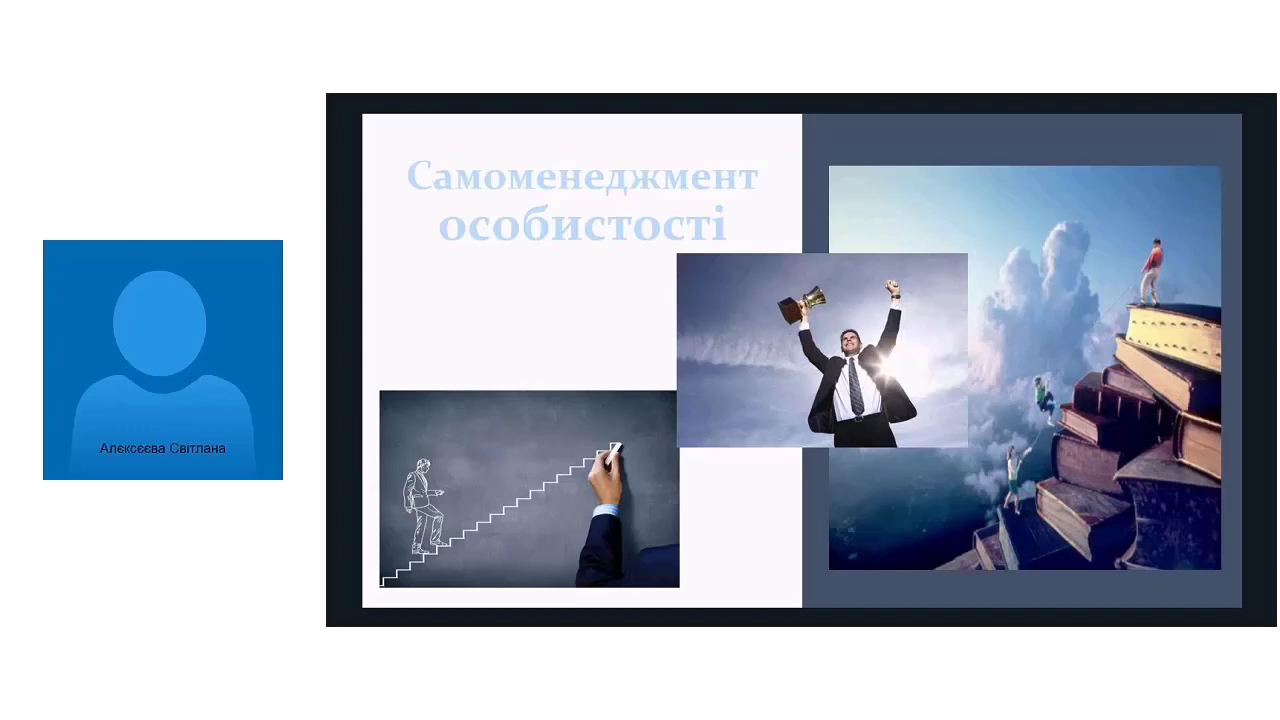 Самоменеджмент
особистості
Алєксєєва Світлана